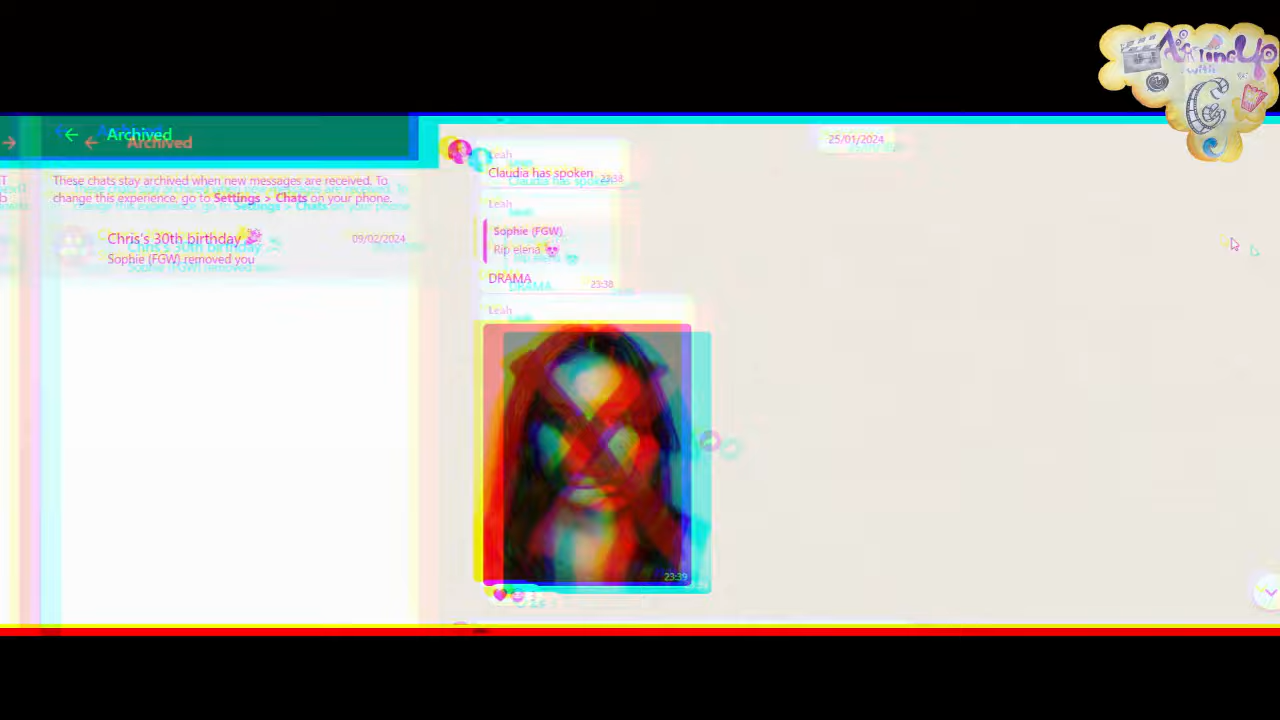 ActingUp
with
Archived
These chats stay archived when new messages are received. To
change this experience, go to Settings > Chats on your phone.
Chris's 30th birthday 🎉
09/02/2024
Sophie (FGW) removed you
25/01/2024
Leah
Claudia has spoken
23:38
Leah
Sophie (FGW)
Rip elena 💀
DRAMA
23:38
Leah
23:39